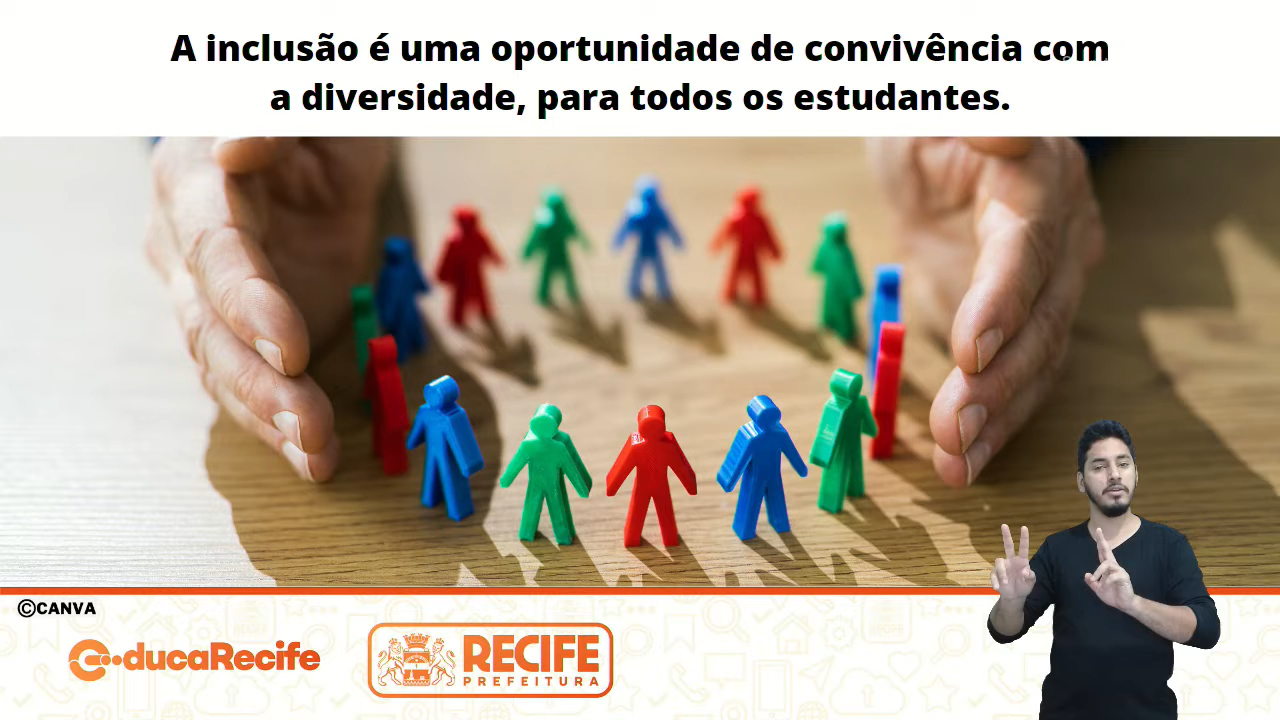 A inclusão é uma oportunidade de convivência com
a diversidade, para todos os estudantes.
©CANVA
educaRecife
RECIFE
PREFEITURA